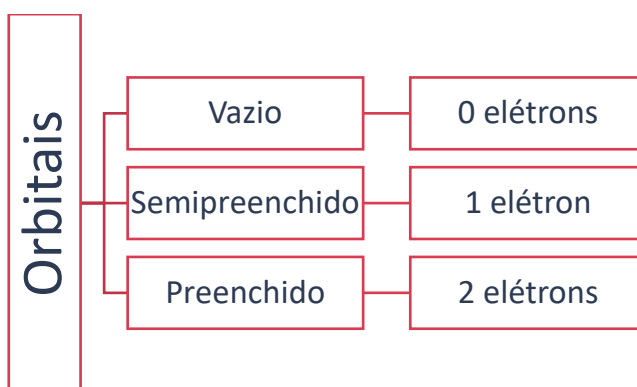 Orbitais
Vazio
0 elétrons
Semipreenchido
1 elétron
Preenchido
2 elétrons